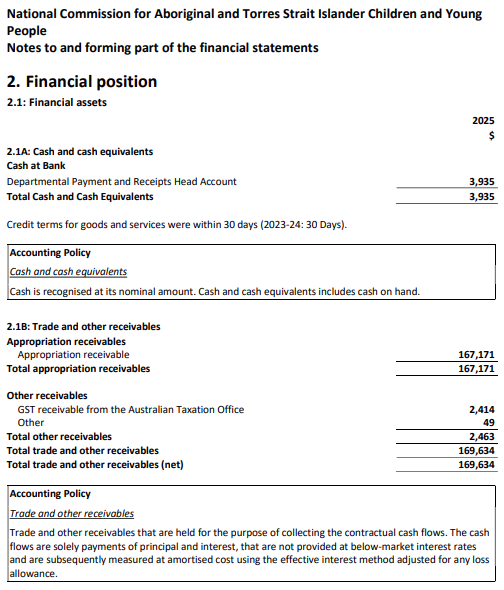 National Commission for Aboriginal and Torres Strait Islander Children and Young
People
Notes to and forming part of the financial statements
2. Financial position
2.1: Financial assets
2025
$
2.1A: Cash and cash equivalents
Cash at Bank
Departmental Payment and Receipts Head Account 3,935
Total Cash and Cash Equivalents 3,935
Credit terms for goods and services were within 30 days (2023-24: 30 Days).
Accounting Policy
Cash and cash equivalents
Cash is recognised at its nominal amount. Cash and cash equivalents includes cash on hand.
2.1B: Trade and other receivables
Appropriation receivables
Appropriation receivable 167,171
Total appropriation receivables 167,171
Other receivables
GST receivable from the Australian Taxation Office 2,414
Other 49
Total other receivables 2,463
Total trade and other receivables 169,634
Total trade and other receivables (net) 169,634
Accounting Policy
Trade and other receivables
Trade and other receivables that are held for the purpose of collecting the contractual cash flows. The cash
flows are solely payments of principal and interest, that are not provided at below-market interest rates
and are subsequently measured at amortised cost using the effective interest method adjusted for any loss
allowance.